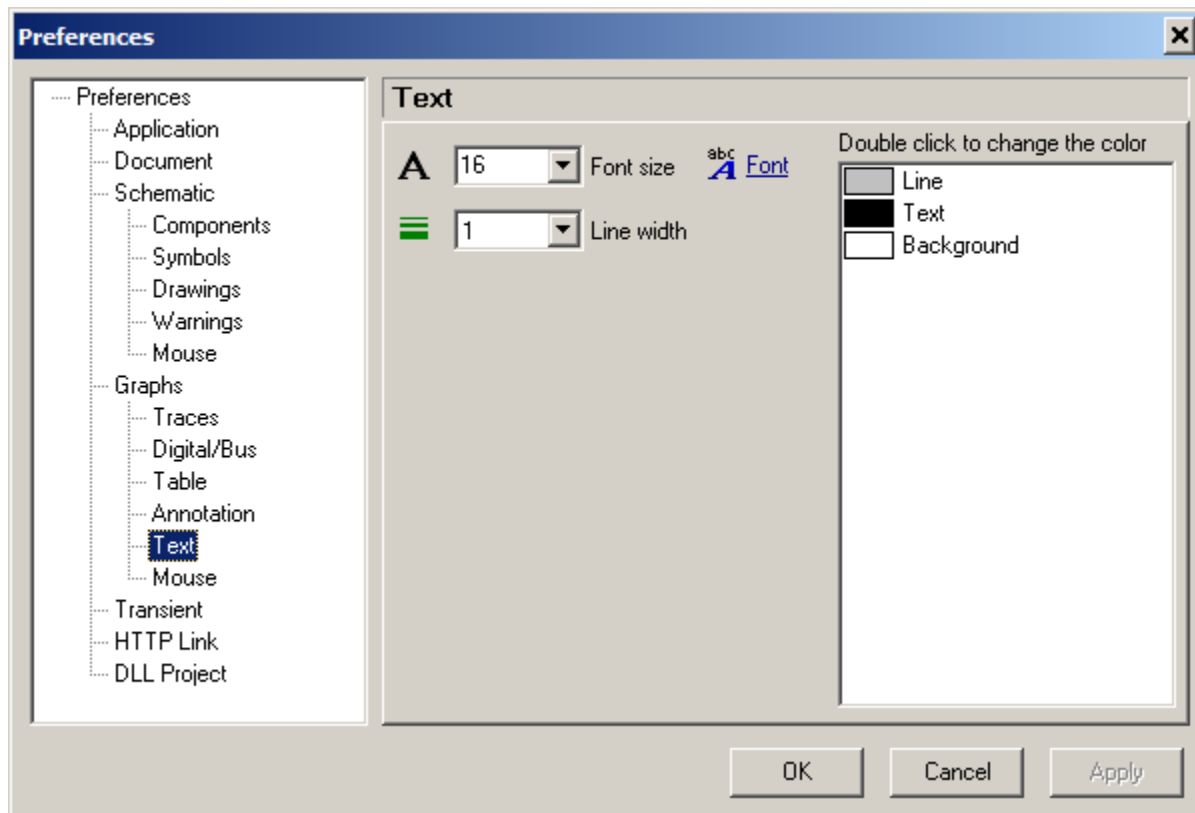 Preferences
Preferences
Application
Document
Schematic
Components
Symbols
Drawings
Warnings
Mouse
Graphs
Traces
Digital/Bus
Table
Annotation
Text
Mouse
Transient
HTTP Link
DLL Project
Text
A 16 Font size abc A Font
1 Line width
Double click to change the color
Line
Text
Background
OK Cancel Apply